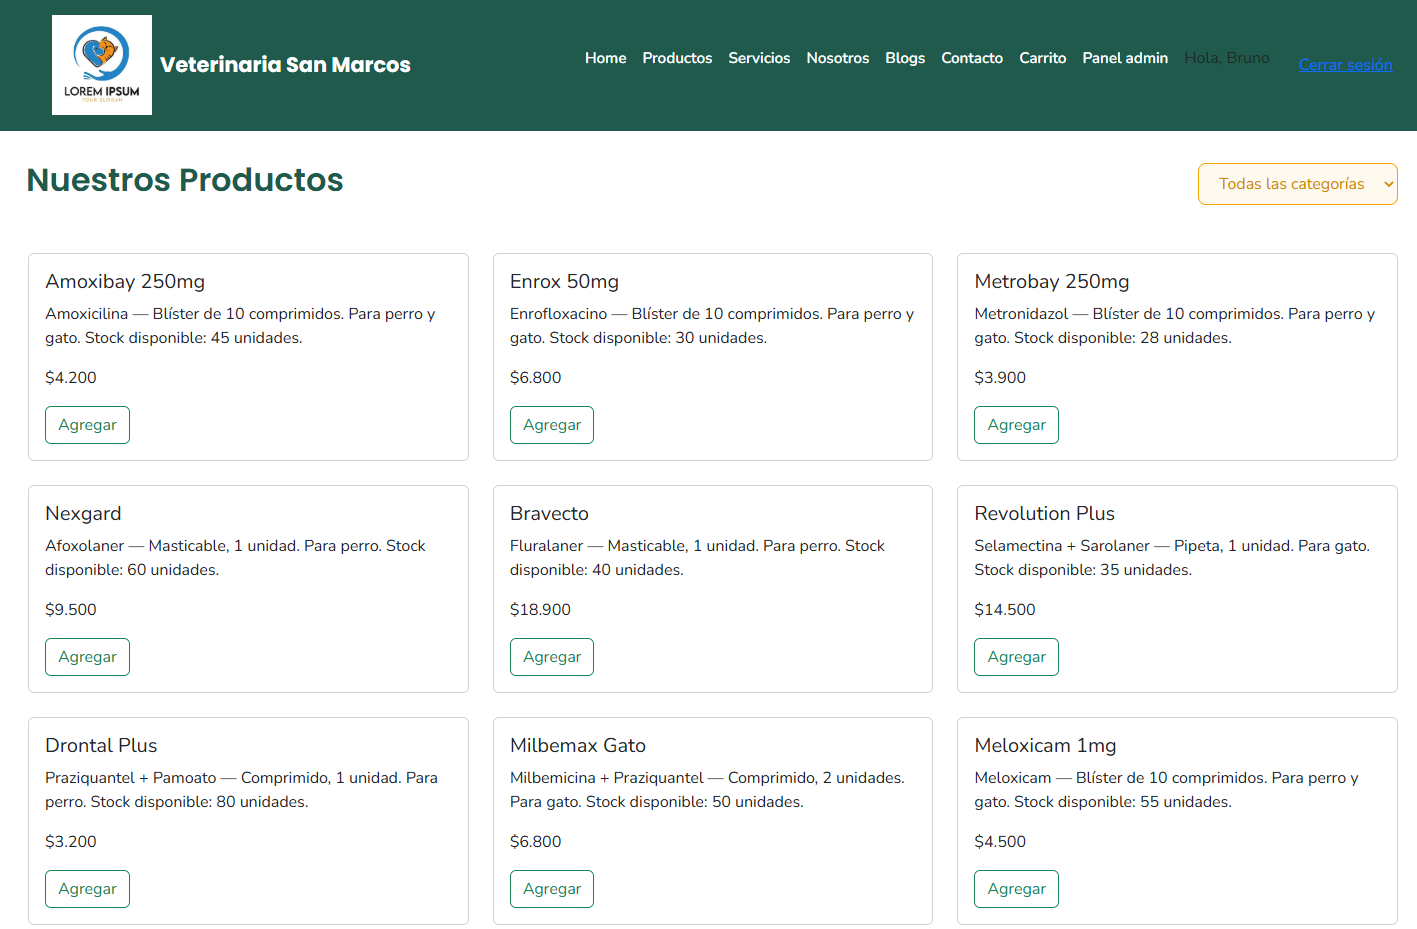 LOREM IPSUM
YOUR SLOGAN
Veterinaria San Marcos
Home Productos Servicios Nosotros Blogs Contacto Carrito Panel admin Hola, Bruno Cerrar sesión
Nuestros Productos
Todas las categorías
Amoxibay 250mg
Amoxicilina — Blíster de 10 comprimidos. Para perro y
gato. Stock disponible: 45 unidades.
$4.200
Agregar
Enrox 50mg
Enrofloxacino — Blíster de 10 comprimidos. Para perro y
gato. Stock disponible: 30 unidades.
$6.800
Agregar
Metrobay 250mg
Metronidazol — Blíster de 10 comprimidos. Para perro y
gato. Stock disponible: 28 unidades.
$3.900
Agregar
Nexgard
Afoxolaner — Masticable, 1 unidad. Para perro. Stock
disponible: 60 unidades.
$9.500
Agregar
Bravecto
Fluralaner — Masticable, 1 unidad. Para perro. Stock
disponible: 40 unidades.
$18.900
Agregar
Revolution Plus
Selamectina + Sarolaner — Pipeta, 1 unidad. Para gato.
Stock disponible: 35 unidades.
$14.500
Agregar
Drontal Plus
Praziquantel + Pamoato — Comprimido, 1 unidad. Para
perro. Stock disponible: 80 unidades.
$3.200
Agregar
Milbemax Gato
Milbemicina + Praziquantel — Comprimido, 2 unidades.
Para gato. Stock disponible: 50 unidades.
$6.800
Agregar
Meloxicam 1mg
Meloxicam — Blíster de 10 comprimidos. Para perro y
gato. Stock disponible: 55 unidades.
$4.500
Agregar